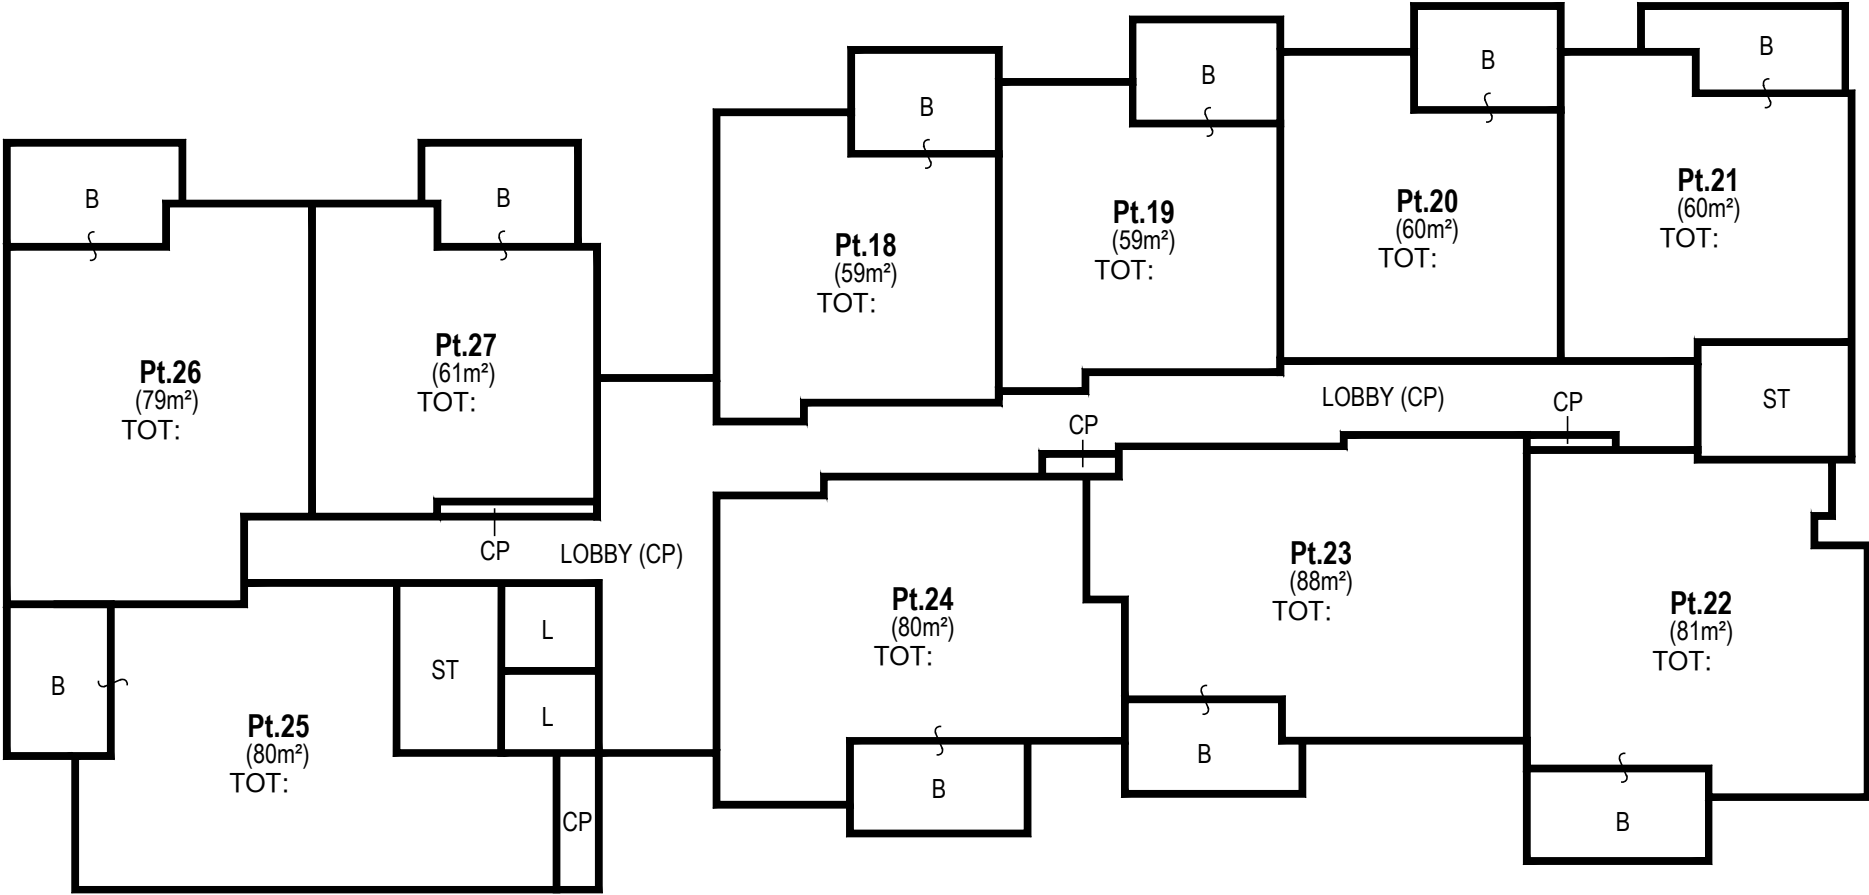 B
B
B
B
B
B
Pt.18
(59m²)
TOT:
Pt.19
(59m²)
TOT:
Pt.20
(60m²)
TOT:
Pt.21
(60m²)
TOT:
Pt.26
(79m²)
TOT:
Pt.27
(61m²)
TOT:
LOBBY (CP)
CP
ST
CP
CP
LOBBY (CP)
Pt.24
(80m²)
TOT:
Pt.23
(88m²)
TOT:
Pt.22
(81m²)
TOT:
B
ST
L
L
Pt.25
(80m²)
TOT:
CP
B
B
B